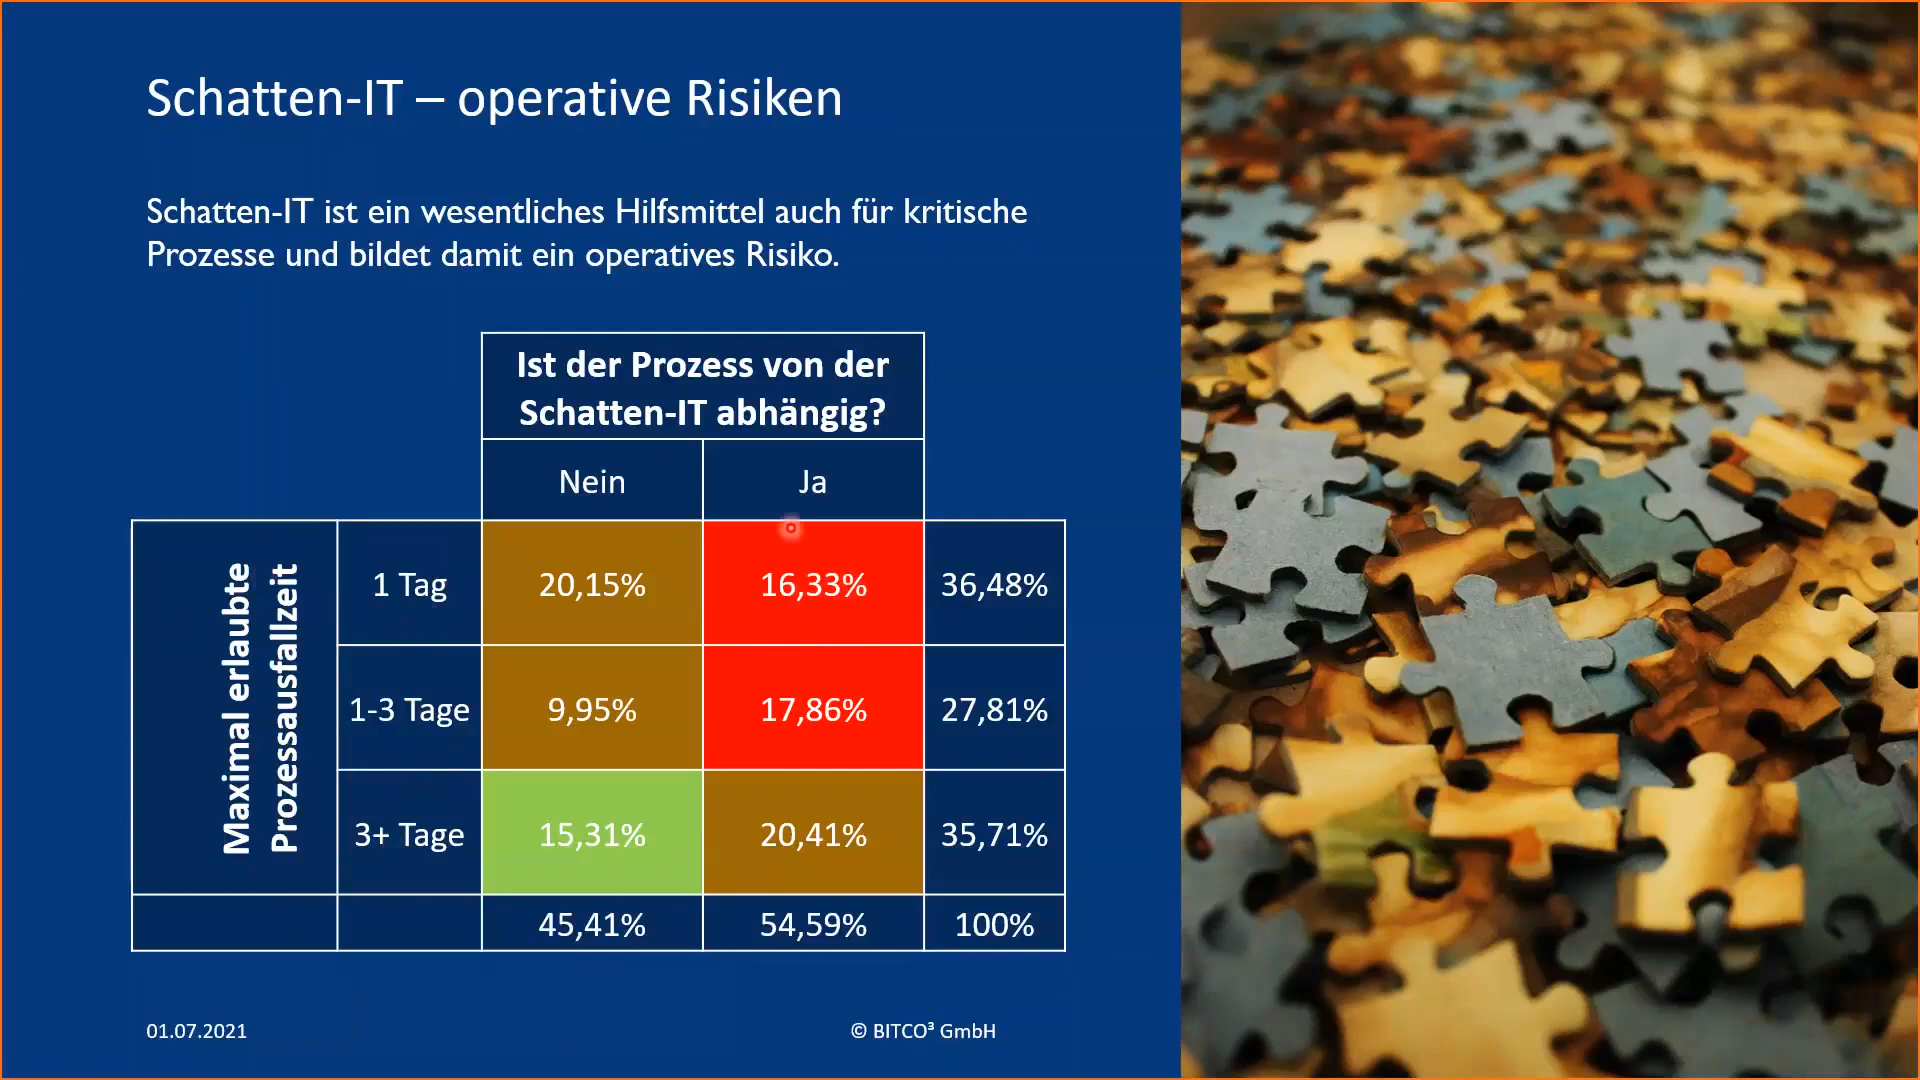 Schatten-IT – operative Risiken
Schatten-IT ist ein wesentliches Hilfsmittel auch für kritische
Prozesse und bildet damit ein operatives Risiko.
Ist der Prozess von der
Schatten-IT abhängig?
Nein
Ja
Maximal erlaubte
Prozessausfallzeit
1 Tag
20,15%
16,33%
36,48%
1-3 Tage
9,95%
17,86%
27,81%
3+ Tage
15,31%
20,41%
35,71%
45,41%
54,59%
100%
01.07.2021
© BITCO³ GmbH